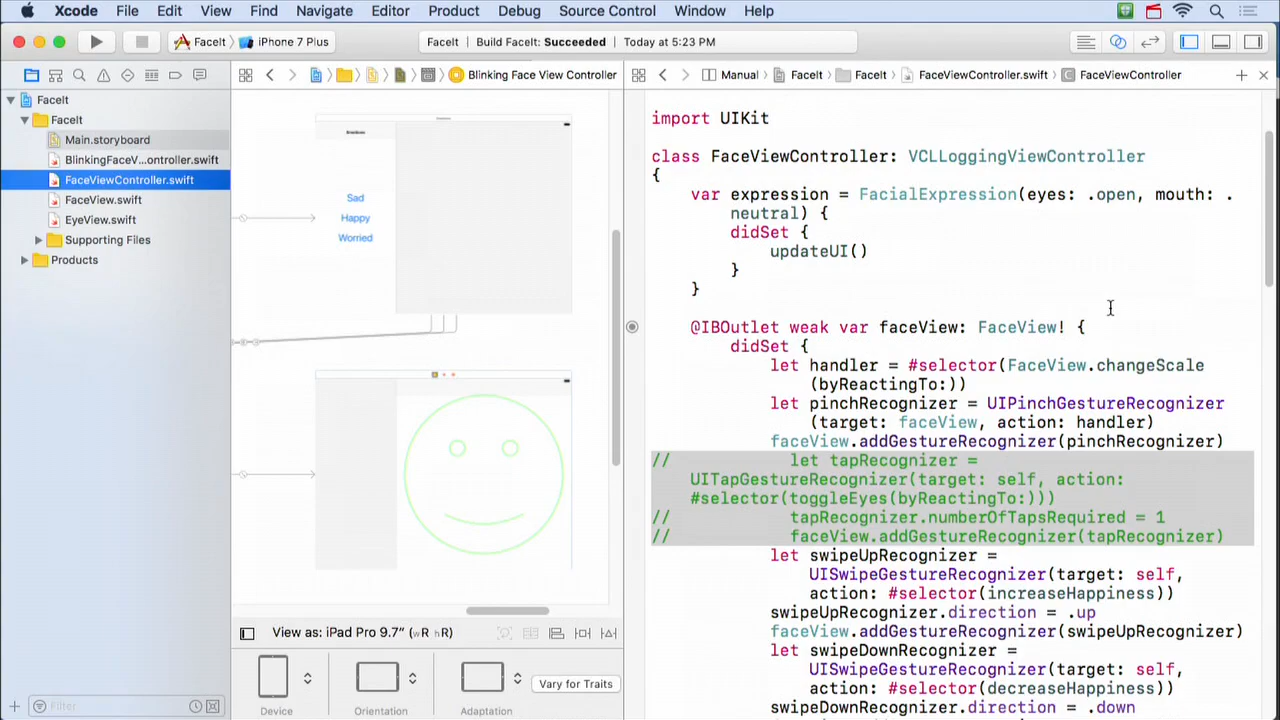 Xcode File Edit View Find Navigate Editor Product Debug Source Control Window Help
FaceIt iPhone 7 Plus FaceIt Build FaceIt: Succeeded Today at 5:23 PM
Blinking Face View Controller Manual FaceIt FaceIt FaceViewController.swift C FaceViewController
FaceIt
FaceIt
Main.storyboard
BlinkingFaceV...ontroller.swift
FaceViewController.swift
FaceView.swift
EyeView.swift
Supporting Files
Products
Filter
Sad
Happy
Worried
View as: iPad Pro 9.7” (wR hR)
Vary for Traits
Device Orientation Adaptation
import UIKit
class FaceViewController: VCLLoggingViewController
{
var expression = FacialExpression(eyes: .open, mouth: .
neutral) {
didSet {
updateUI()
}
}
@IBOutlet weak var faceView: FaceView! {
didSet {
let handler = #selector(FaceView.changeScale
(byReactingTo:))
let pinchRecognizer = UIPinchGestureRecognizer
(target: faceView, action: handler)
faceView.addGestureRecognizer(pinchRecognizer)
// let tapRecognizer =
UITapGestureRecognizer(target: self, action:
#selector(toggleEyes(byReactingTo:)))
// tapRecognizer.numberOfTapsRequired = 1
// faceView.addGestureRecognizer(tapRecognizer)
let swipeUpRecognizer =
UISwipeGestureRecognizer(target: self,
action: #selector(increaseHappiness))
swipeUpRecognizer.direction = .up
faceView.addGestureRecognizer(swipeUpRecognizer)
let swipeDownRecognizer =
UISwipeGestureRecognizer(target: self,
action: #selector(decreaseHappiness))
swipeDownRecognizer.direction = .down